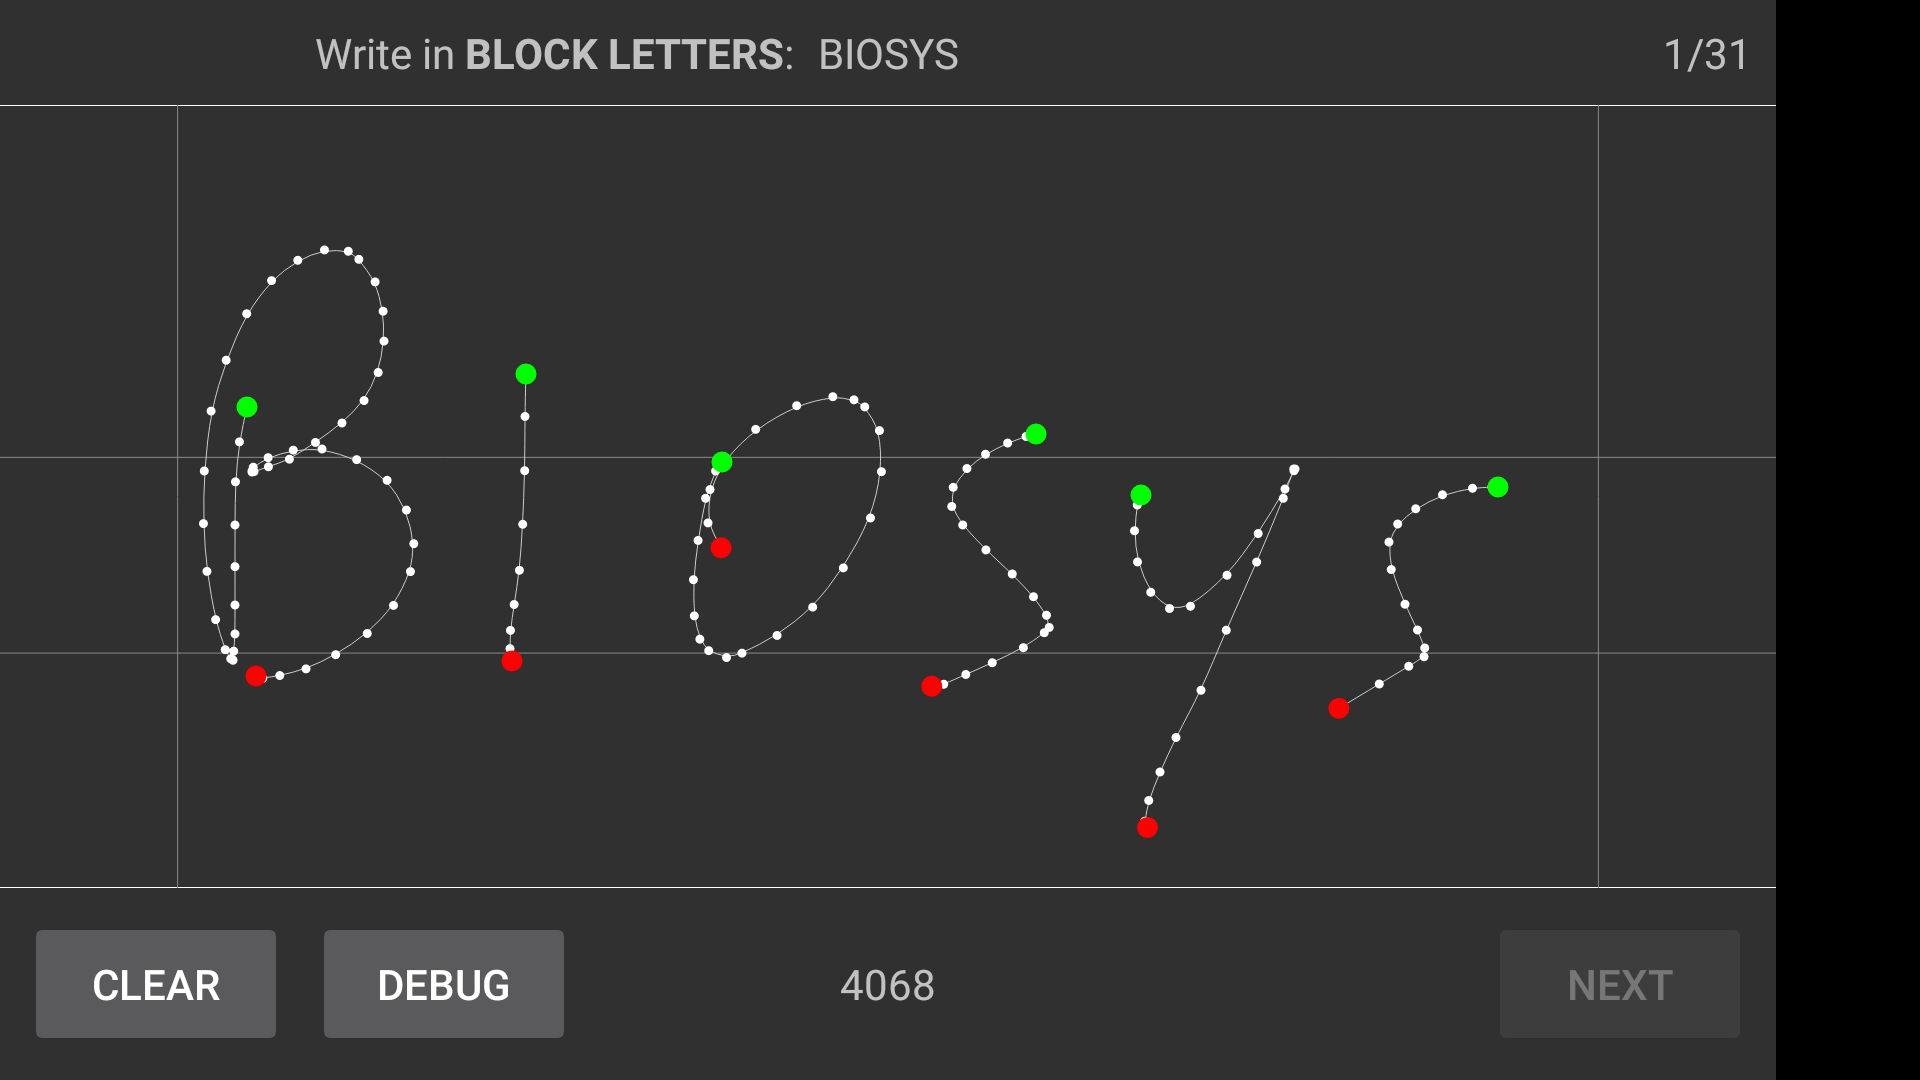 Write in BLOCK LETTERS: BIOSYS 1/31
BIOSYS
CLEAR DEBUG 4068 NEXT